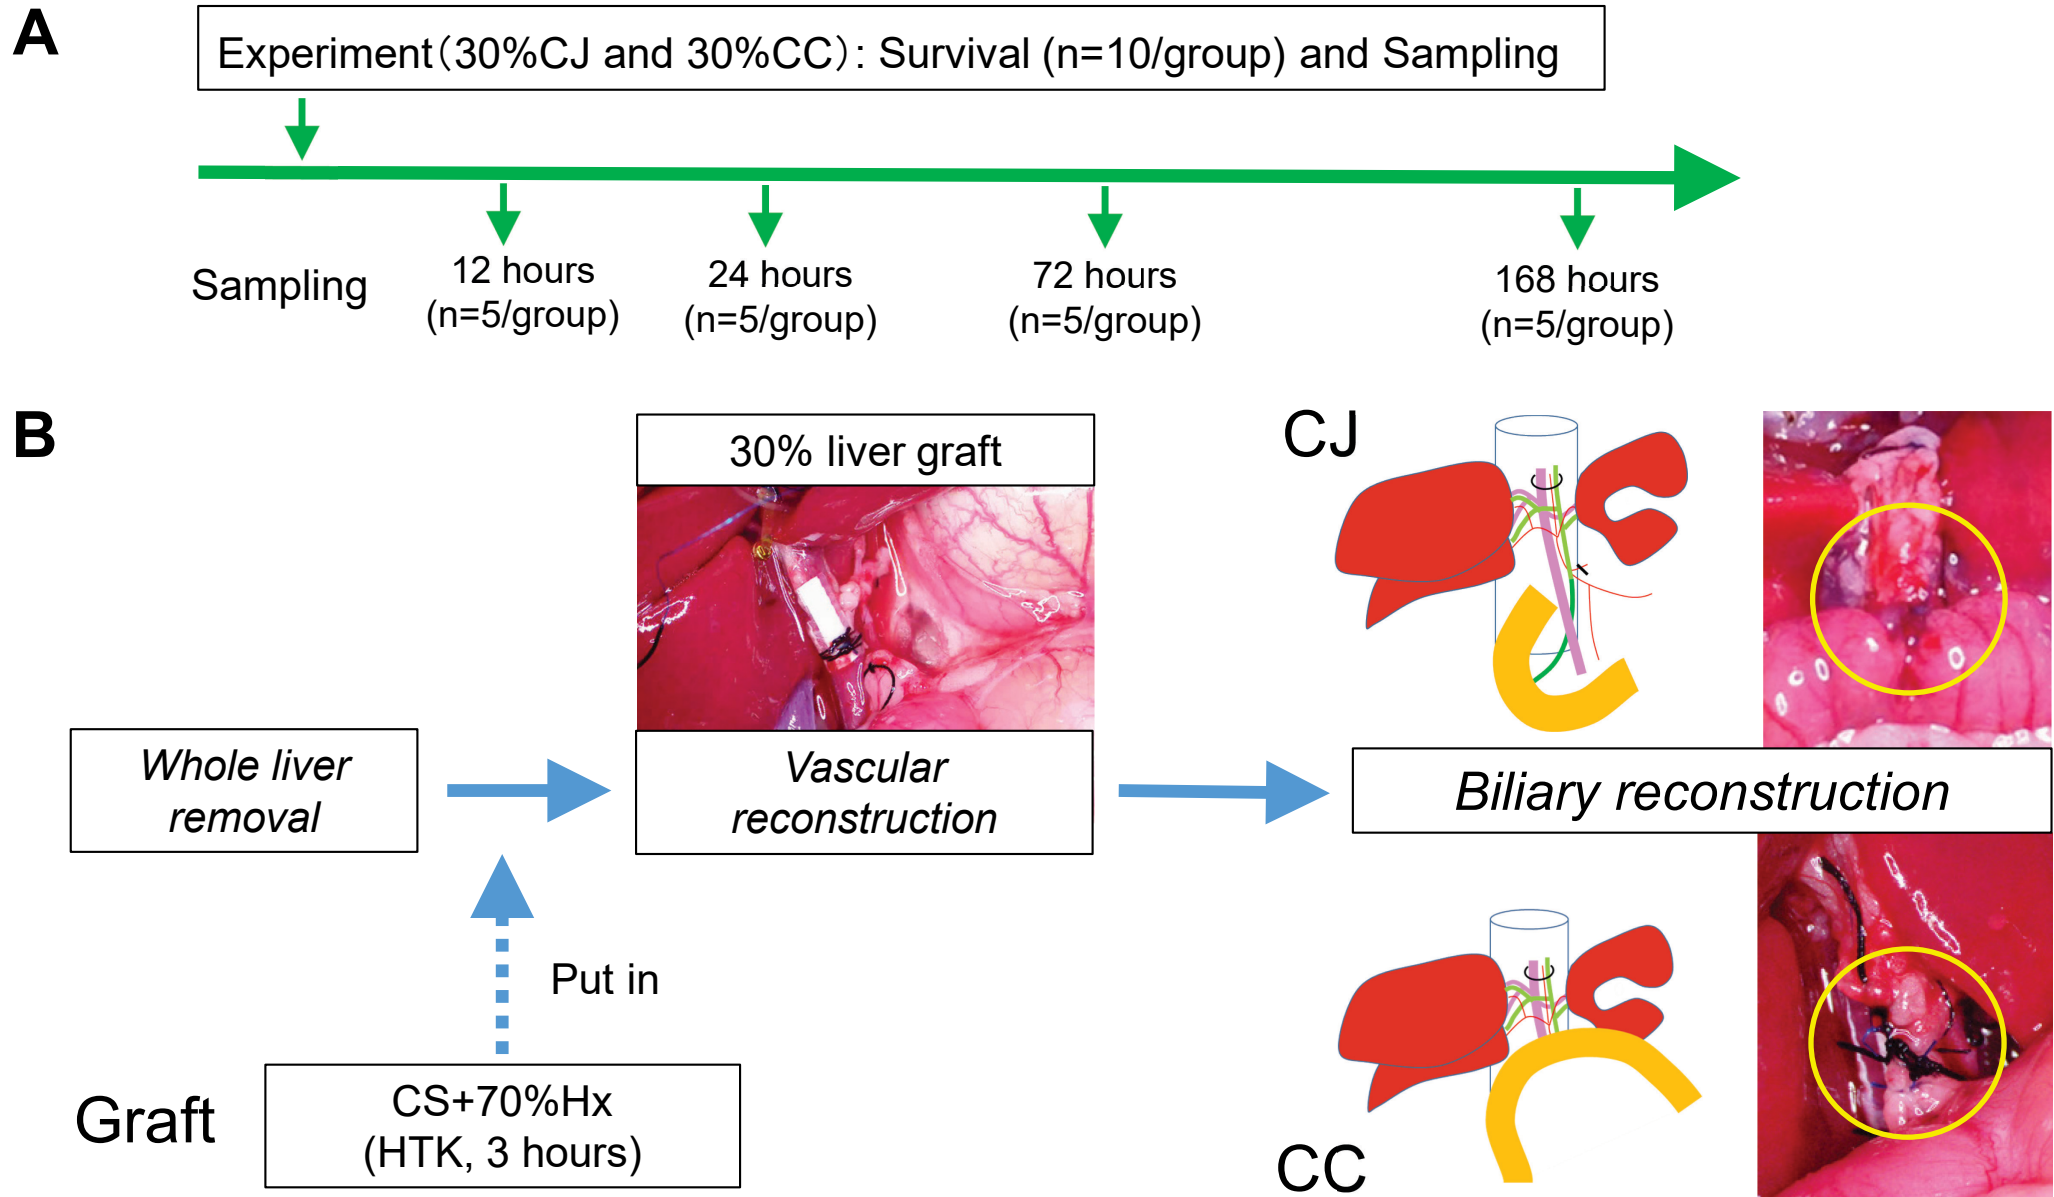 A
Experiment（30%CJ and 30%CC）: Survival (n=10/group) and Sampling
Sampling
12 hours
(n=5/group)
24 hours
(n=5/group)
72 hours
(n=5/group)
168 hours
(n=5/group)
B
30% liver graft
CJ
Whole liver
removal
Vascular
reconstruction
Biliary reconstruction
Put in
Graft
CS+70%Hx
(HTK, 3 hours)
CC